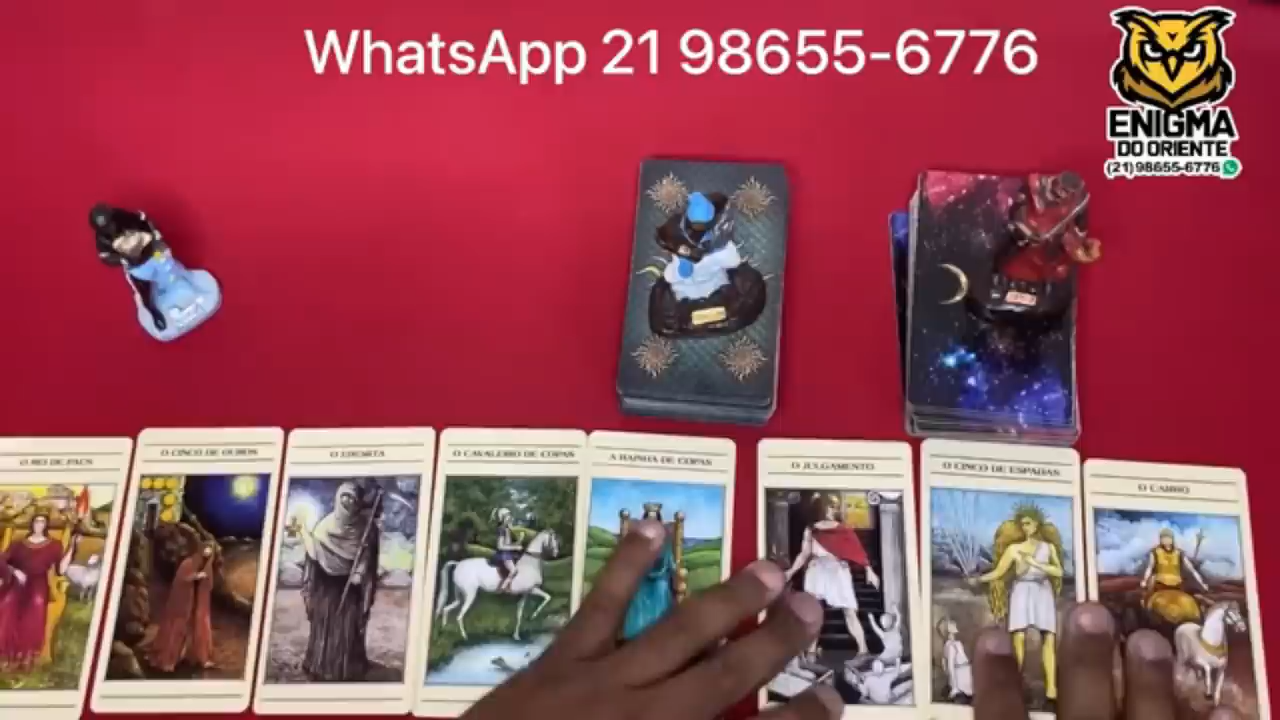 WhatsApp 21 98655-6776
ENIGMA
DO ORIENTE
(21)98655-6776
O REI DE PAUS
O CINCO DE OUROS
O EREMITA
O CAVALEIRO DE COPAS
A RAINHA DE COPAS
O JULGAMENTO
O CINCO DE ESPADAS
O CARRO